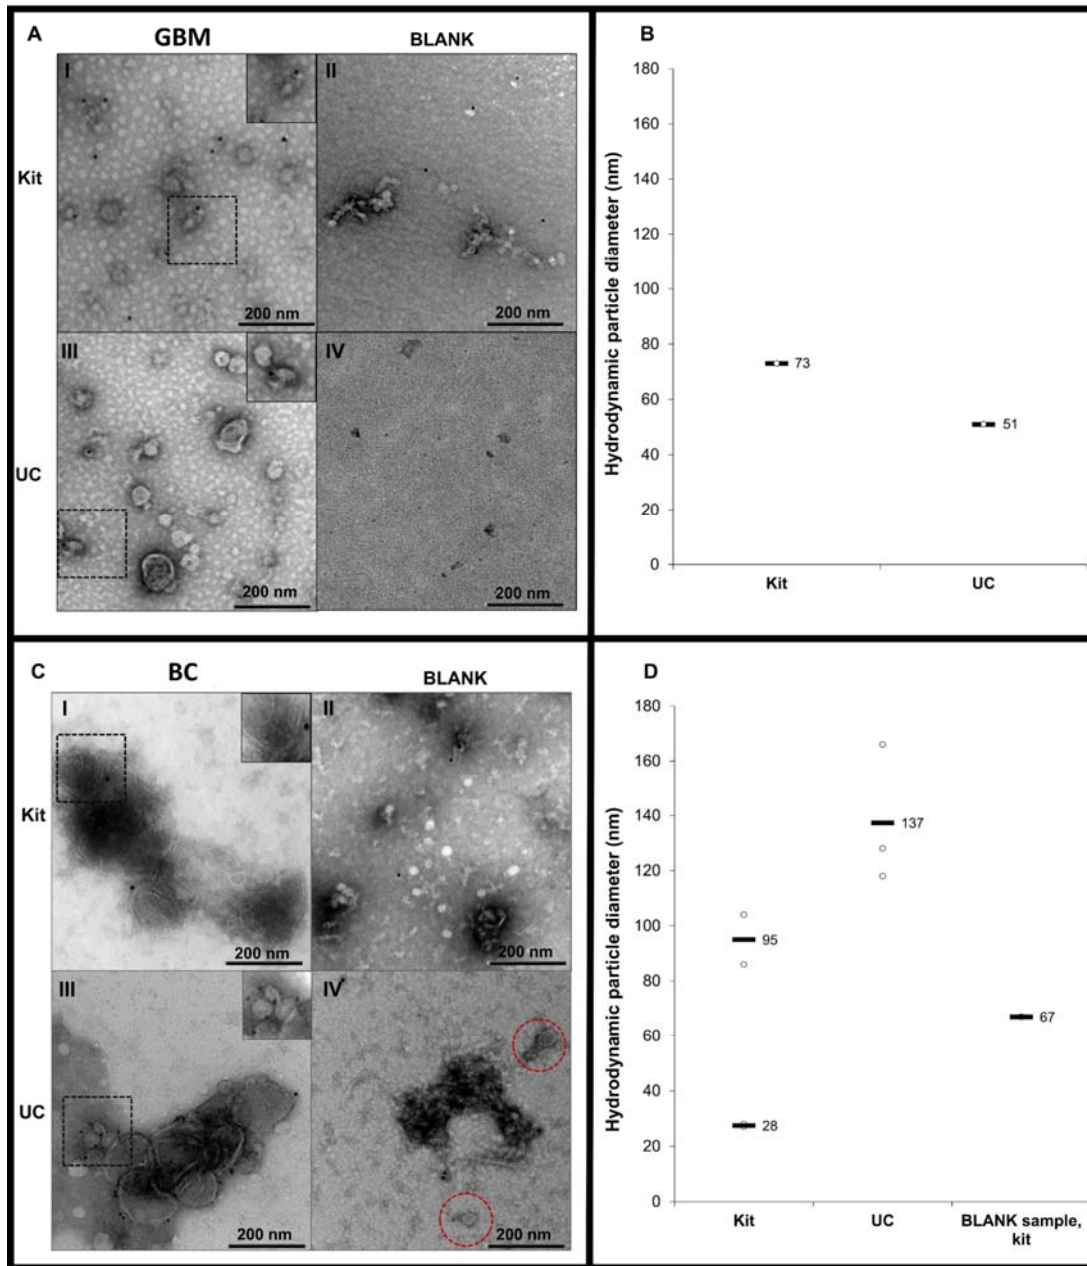 A
GBM
BLANK
I
II
Kit
200 nm
200 nm
III
IV
UC
200 nm
200 nm
B
Hydrodynamic particle diameter (nm)
180
160
140
120
100
80
60
40
20
0
73
51
Kit
UC
C
BC
BLANK
I
II
Kit
200 nm
200 nm
III
IV
UC
200 nm
200 nm
D
Hydrodynamic particle diameter (nm)
180
160
140
120
100
80
60
40
20
0
137
95
67
28
Kit
UC
BLANK sample,
kit